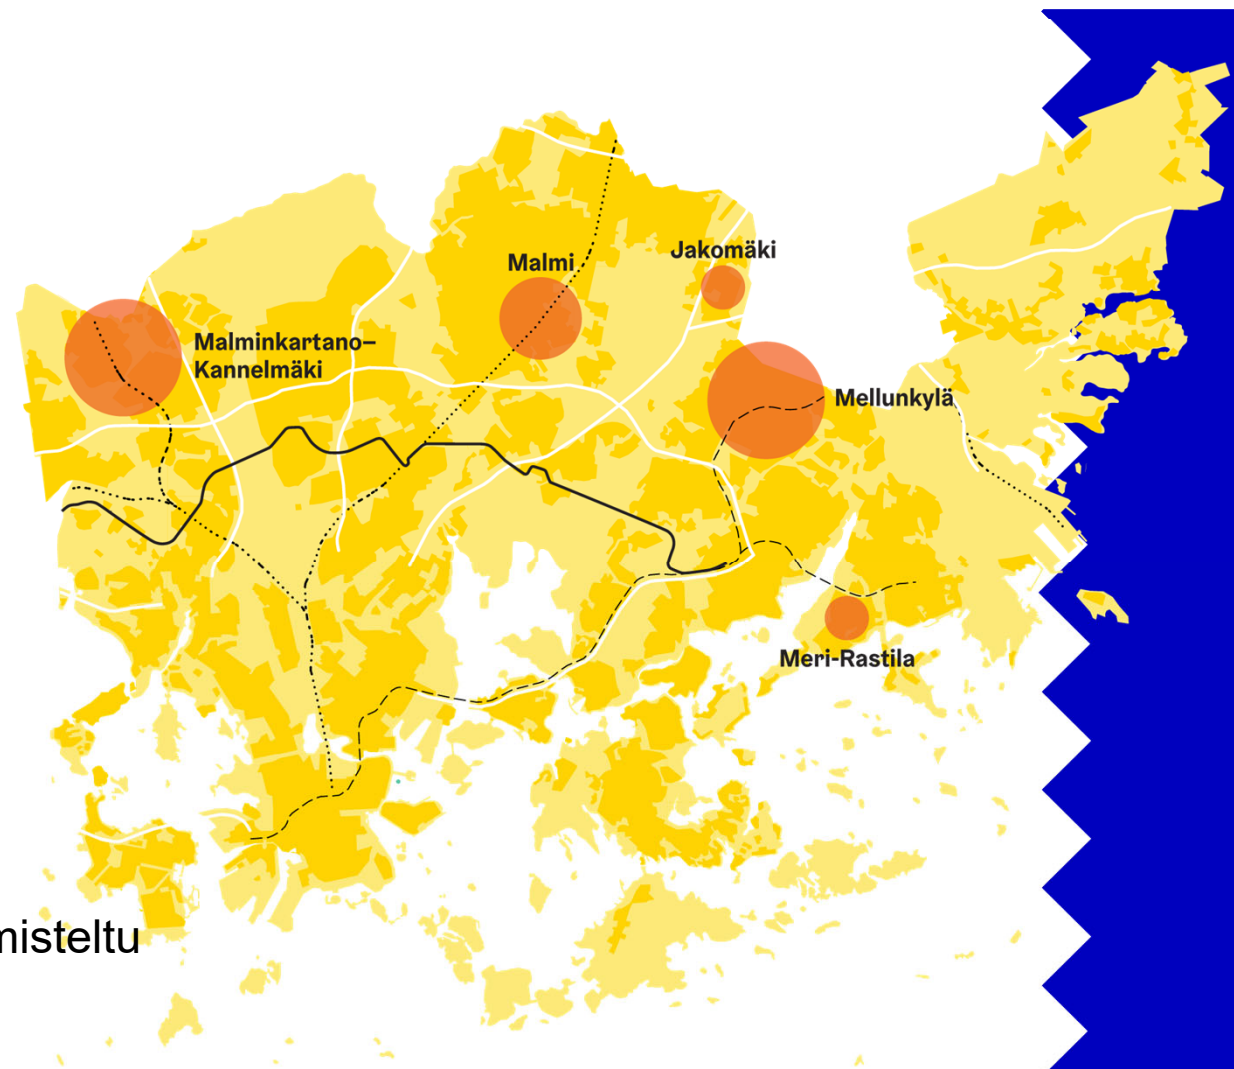 Jakomäki
Malmi
Malminkartano–
Kannelmäki
Mellunkylä
Meri-Rastila
misteltu